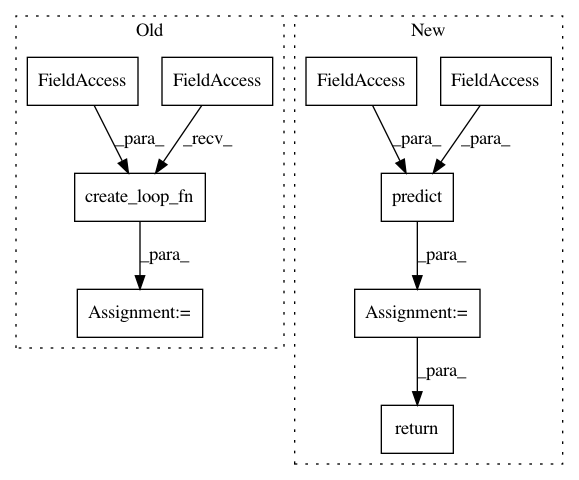 Old
New
FieldAccess
FieldAccess
FieldAccess
FieldAccess
_para_
_recv_
_para_
_para_
create_loop_fn
predict
_para_
_para_
Assignment:=
Assignment:=
_para_
return